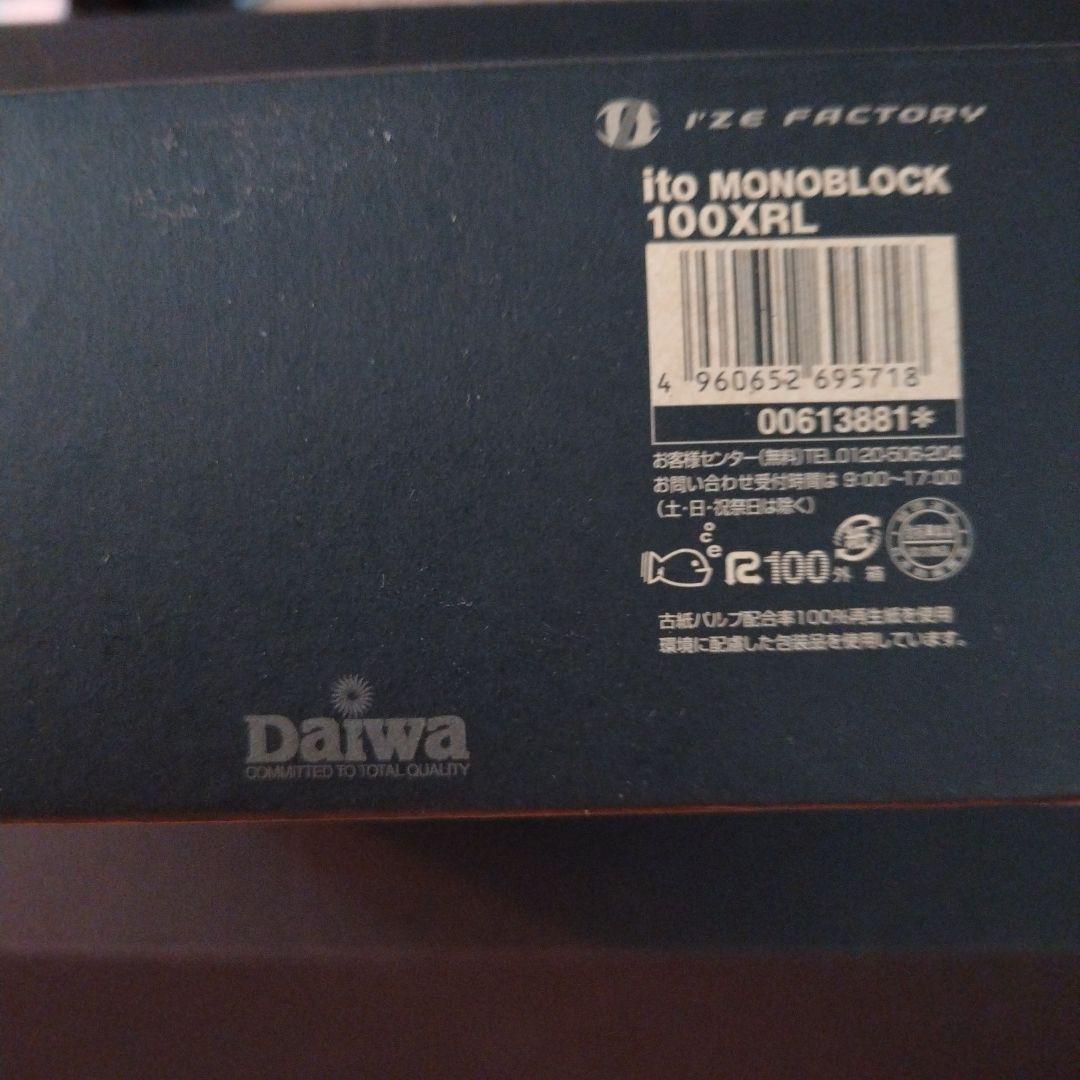 I'ZE FACTORY
ito MONOBLOCK
100XRL
4 960652 695718
00613881*
お客様センター(無料)TEL.0120-506-204
お問い合わせ受付時間は 9:00~17:00
(土・日・祝祭日は除く)
oce
R100
紙
外 箱
古紙パルプ配合率100%再生紙を使用
環境に配慮した包装品を使用しています。
Daiwa
COMMITTED TO TOTAL QUALITY